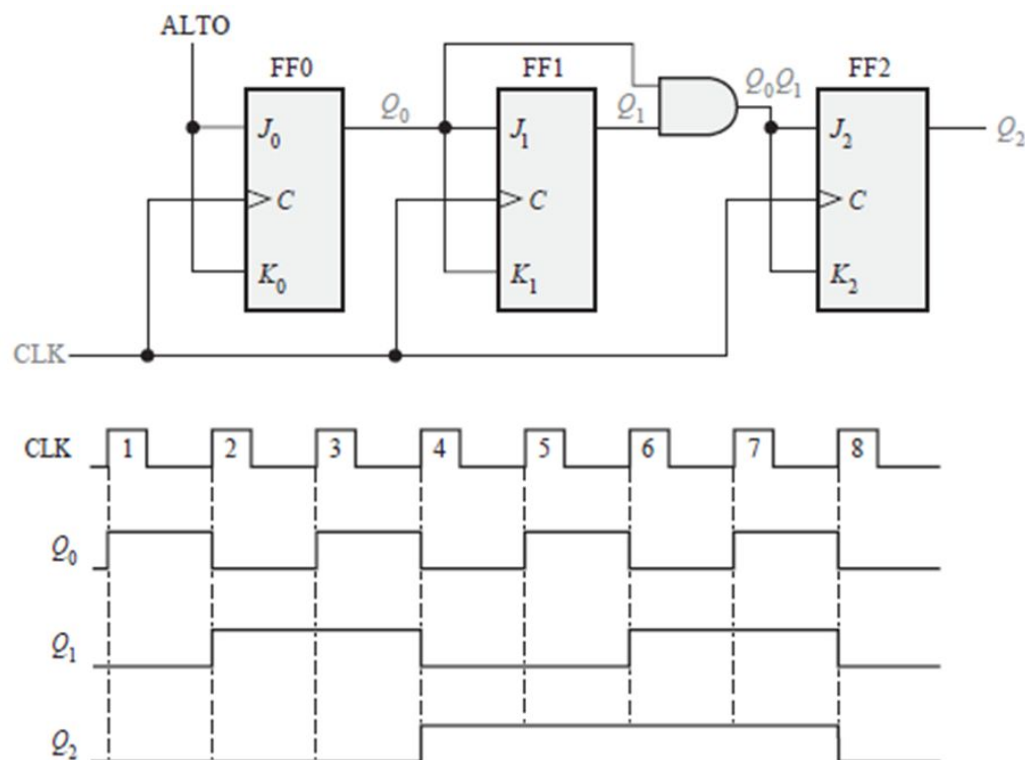 ALTO
FF0
FF1
FF2
Q₀
Q₁
Q₀Q₁
J₀
J₁
J₂
Q₂
C
C
C
K₀
K₁
K₂
CLK
CLK
1
2
3
4
5
6
7
8
Q₀
Q₁
Q₂